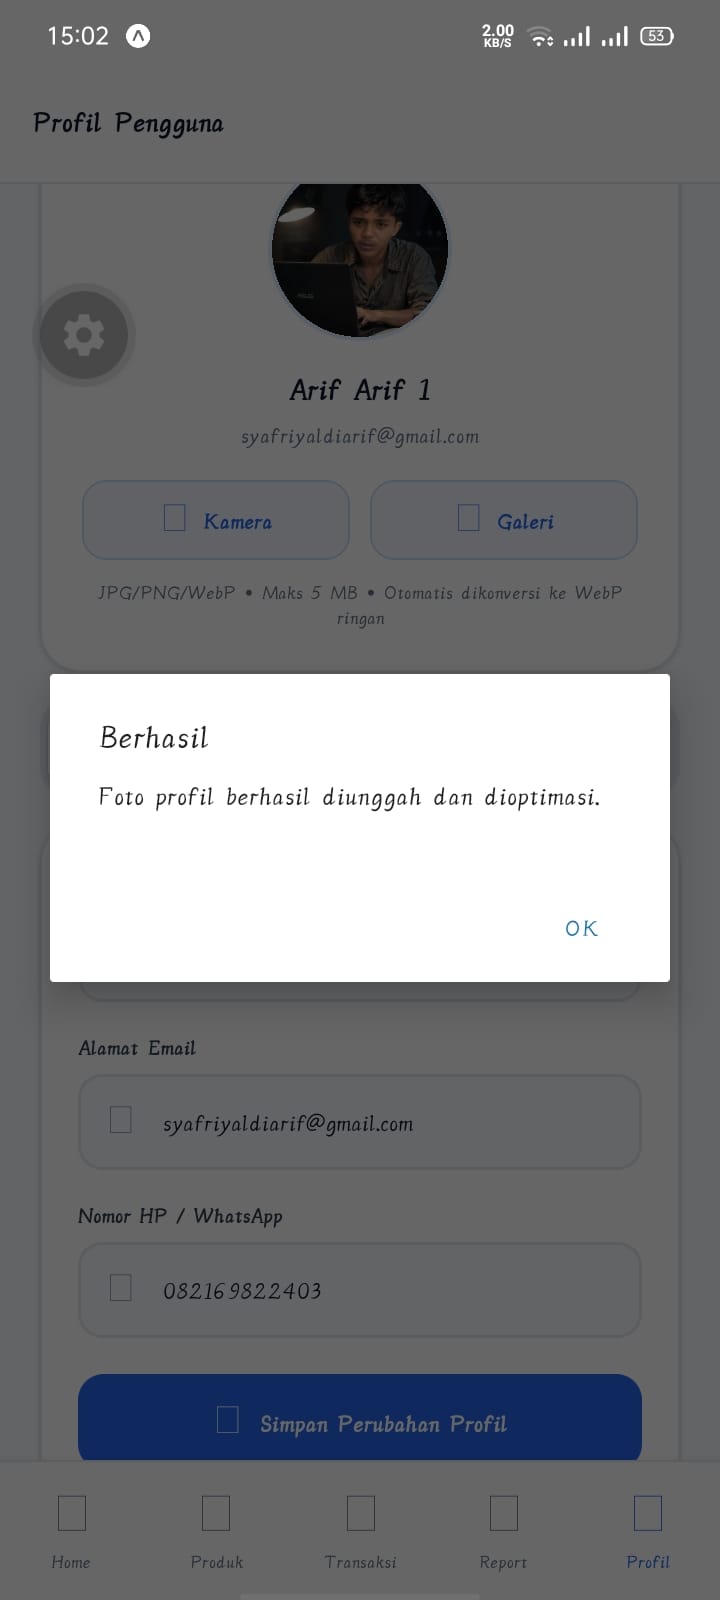 15:02
2.00
KB/S
53
Profil Pengguna
Arif Arif 1
syafriyaldiarif@gmail.com
Kamera
Galeri
JPG/PNG/WebP • Maks 5 MB • Otomatis dikonversi ke WebP
ringan
Berhasil
Foto profil berhasil diunggah dan dioptimasi.
OK
Alamat Email
syafriyaldiarif@gmail.com
Nomor HP / WhatsApp
082169822403
Simpan Perubahan Profil
Home
Produk
Transaksi
Report
Profil